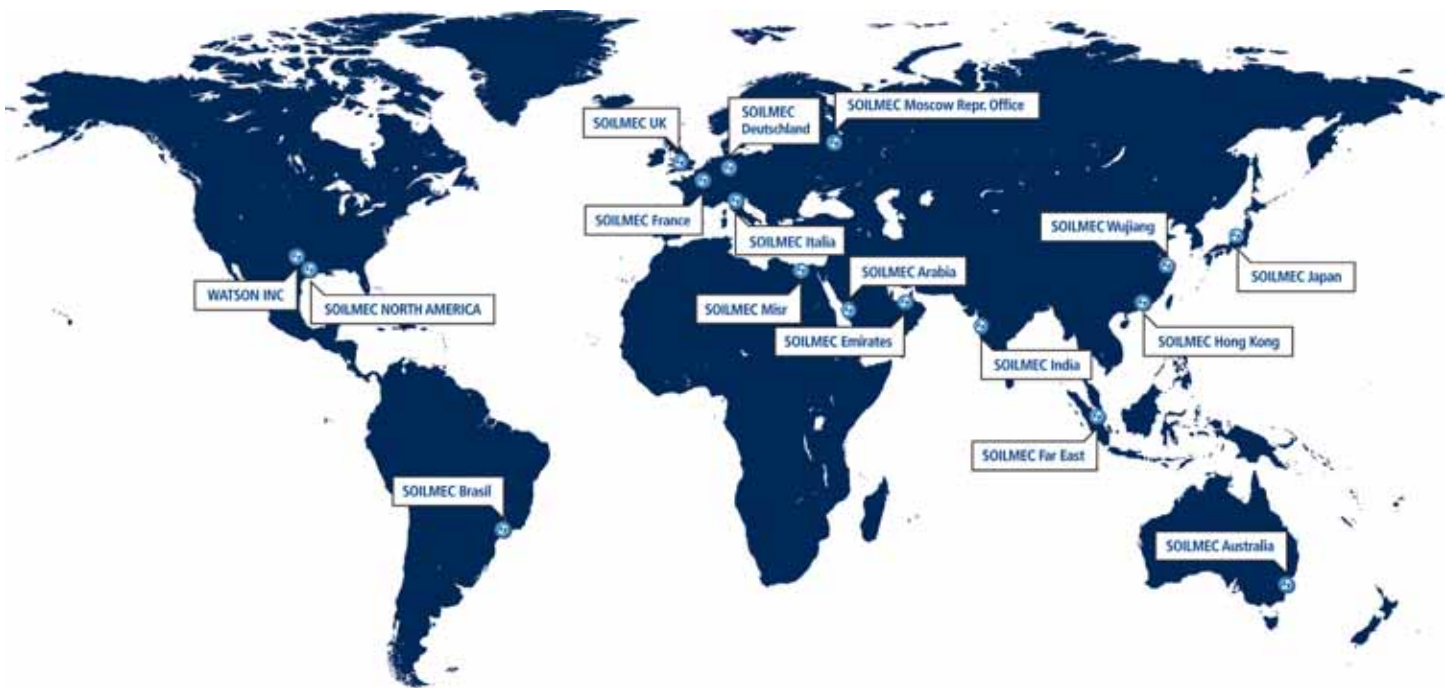 SOILMEC Moscow Repr. Office
SOILMEC UK
SOILMEC
Deutschland
SOILMEC France
SOILMEC Italia
SOILMEC Wujiang
SOILMEC Japan
WATSON INC
SOILMEC NORTH AMERICA
SOILMEC Misr
SOILMEC Arabia
SOILMEC Emirates
SOILMEC Hong Kong
SOILMEC India
SOILMEC Far East
SOILMEC Brasil
SOILMEC Australia